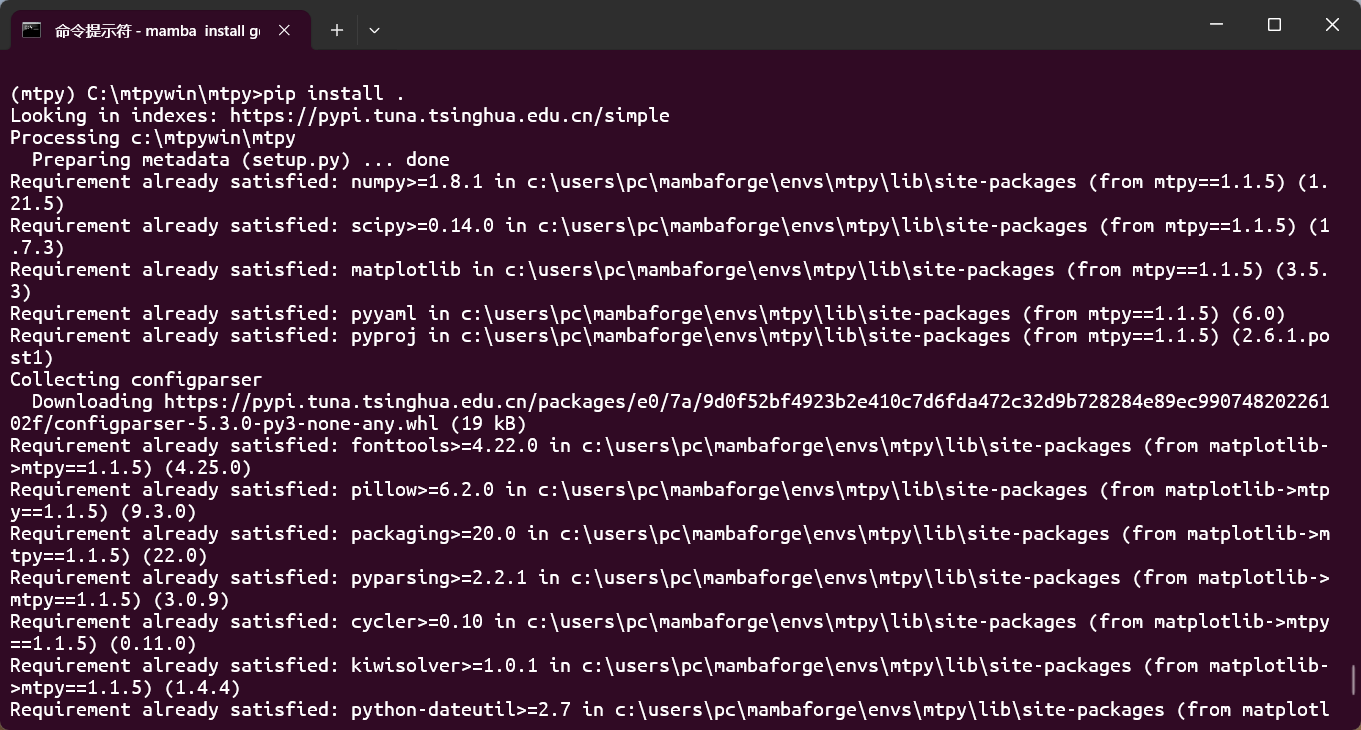 命令提示符 - mamba install ge
(mtpy) C:\mtpywin\mtpy>pip install .
Looking in indexes: https://pypi.tuna.tsinghua.edu.cn/simple
Processing c:\mtpywin\mtpy
  Preparing metadata (setup.py) ... done
Requirement already satisfied: numpy>=1.8.1 in c:\users\pc\mambaforge\envs\mtpy\lib\site-packages (from mtpy==1.1.5) (1.
21.5)
Requirement already satisfied: scipy>=0.14.0 in c:\users\pc\mambaforge\envs\mtpy\lib\site-packages (from mtpy==1.1.5) (1
.7.3)
Requirement already satisfied: matplotlib in c:\users\pc\mambaforge\envs\mtpy\lib\site-packages (from mtpy==1.1.5) (3.5.
3)
Requirement already satisfied: pyyaml in c:\users\pc\mambaforge\envs\mtpy\lib\site-packages (from mtpy==1.1.5) (6.0)
Requirement already satisfied: pyproj in c:\users\pc\mambaforge\envs\mtpy\lib\site-packages (from mtpy==1.1.5) (2.6.1.po
st1)
Collecting configparser
  Downloading https://pypi.tuna.tsinghua.edu.cn/packages/e0/7a/9d0f52bf4923b2e410c7d6fda472c32d9b728284e89ec990748202261
02f/configparser-5.3.0-py3-none-any.whl (19 kB)
Requirement already satisfied: fonttools>=4.22.0 in c:\users\pc\mambaforge\envs\mtpy\lib\site-packages (from matplotlib-
>mtpy==1.1.5) (4.25.0)
Requirement already satisfied: pillow>=6.2.0 in c:\users\pc\mambaforge\envs\mtpy\lib\site-packages (from matplotlib->mtp
y==1.1.5) (9.3.0)
Requirement already satisfied: packaging>=20.0 in c:\users\pc\mambaforge\envs\mtpy\lib\site-packages (from matplotlib->m
tpy==1.1.5) (22.0)
Requirement already satisfied: pyparsing>=2.2.1 in c:\users\pc\mambaforge\envs\mtpy\lib\site-packages (from matplotlib->
mtpy==1.1.5) (3.0.9)
Requirement already satisfied: cycler>=0.10 in c:\users\pc\mambaforge\envs\mtpy\lib\site-packages (from matplotlib->mtpy
==1.1.5) (0.11.0)
Requirement already satisfied: kiwisolver>=1.0.1 in c:\users\pc\mambaforge\envs\mtpy\lib\site-packages (from matplotlib-
>mtpy==1.1.5) (1.4.4)
Requirement already satisfied: python-dateutil>=2.7 in c:\users\pc\mambaforge\envs\mtpy\lib\site-packages (from matplotl